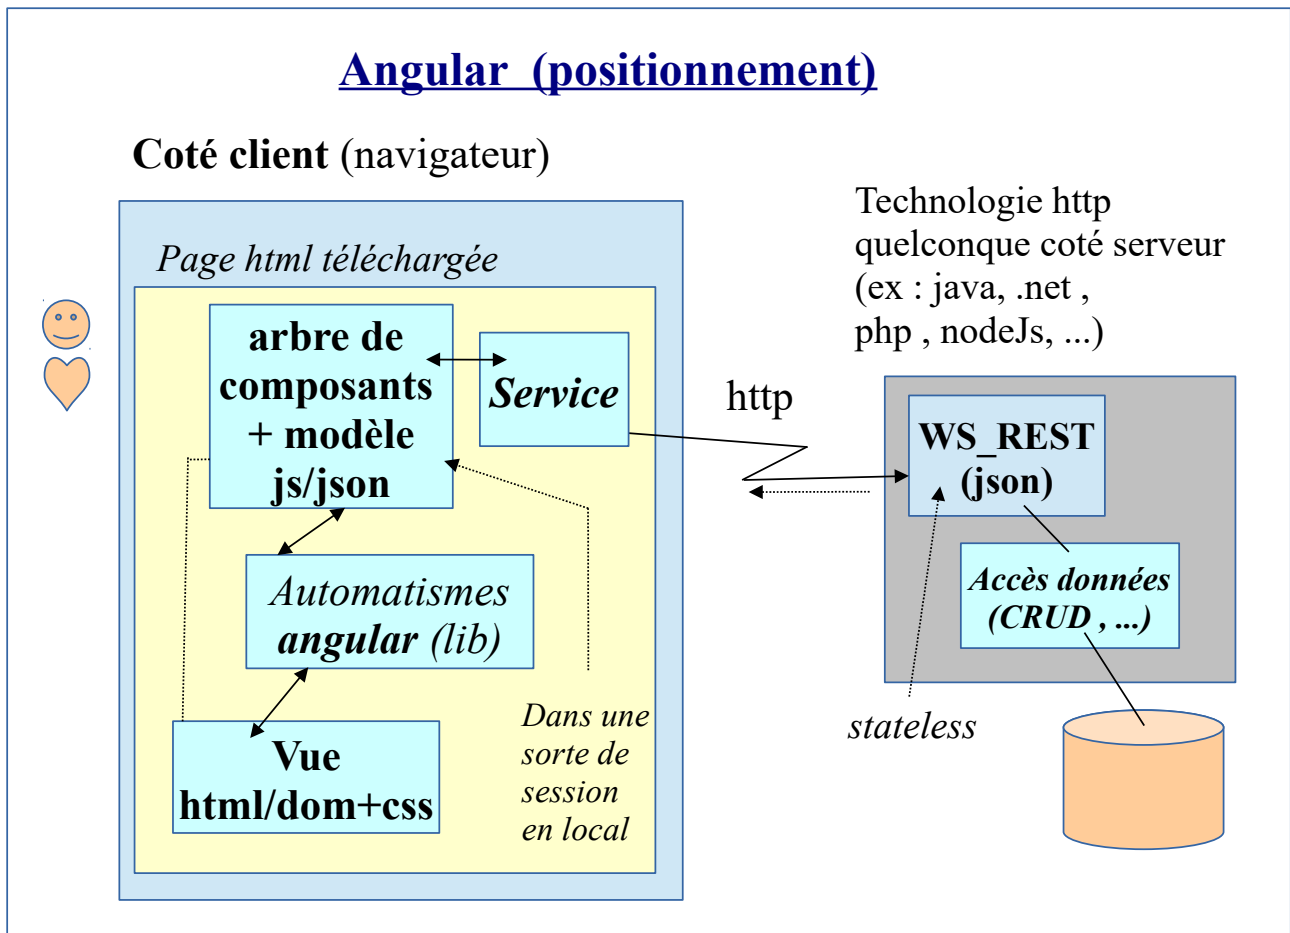 Angular (positionnement)
Coté client (navigateur)
Technologie http
quelconque coté serveur
(ex : java, .net ,
php , nodeJs, ...)
Page html téléchargée
arbre de
composants
+ modèle
js/json
Service
http
WS_REST
(json)
Automatismes
angular (lib)
Accès données
(CRUD , ...)
Dans une
sorte de
session
en local
stateless
Vue
html/dom+css